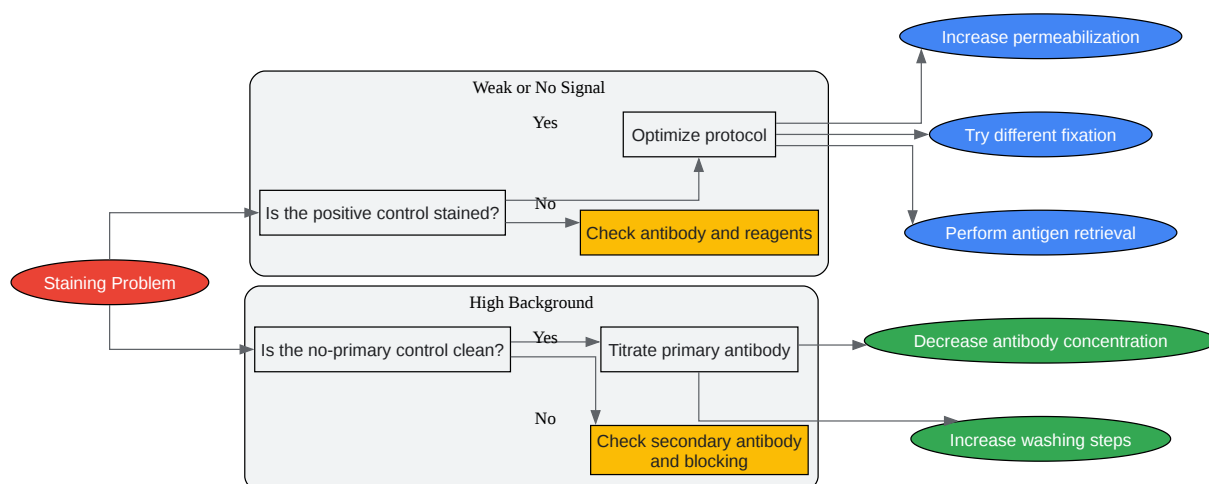 Increase permeabilization
Weak or No Signal
Yes
Optimize protocol
Try different fixation
Is the positive control stained?
No
Check antibody and reagents
Perform antigen retrieval
Staining Problem
High Background
Is the no-primary control clean?
Yes
Titrate primary antibody
Decrease antibody concentration
No
Check secondary antibody
and blocking
Increase washing steps